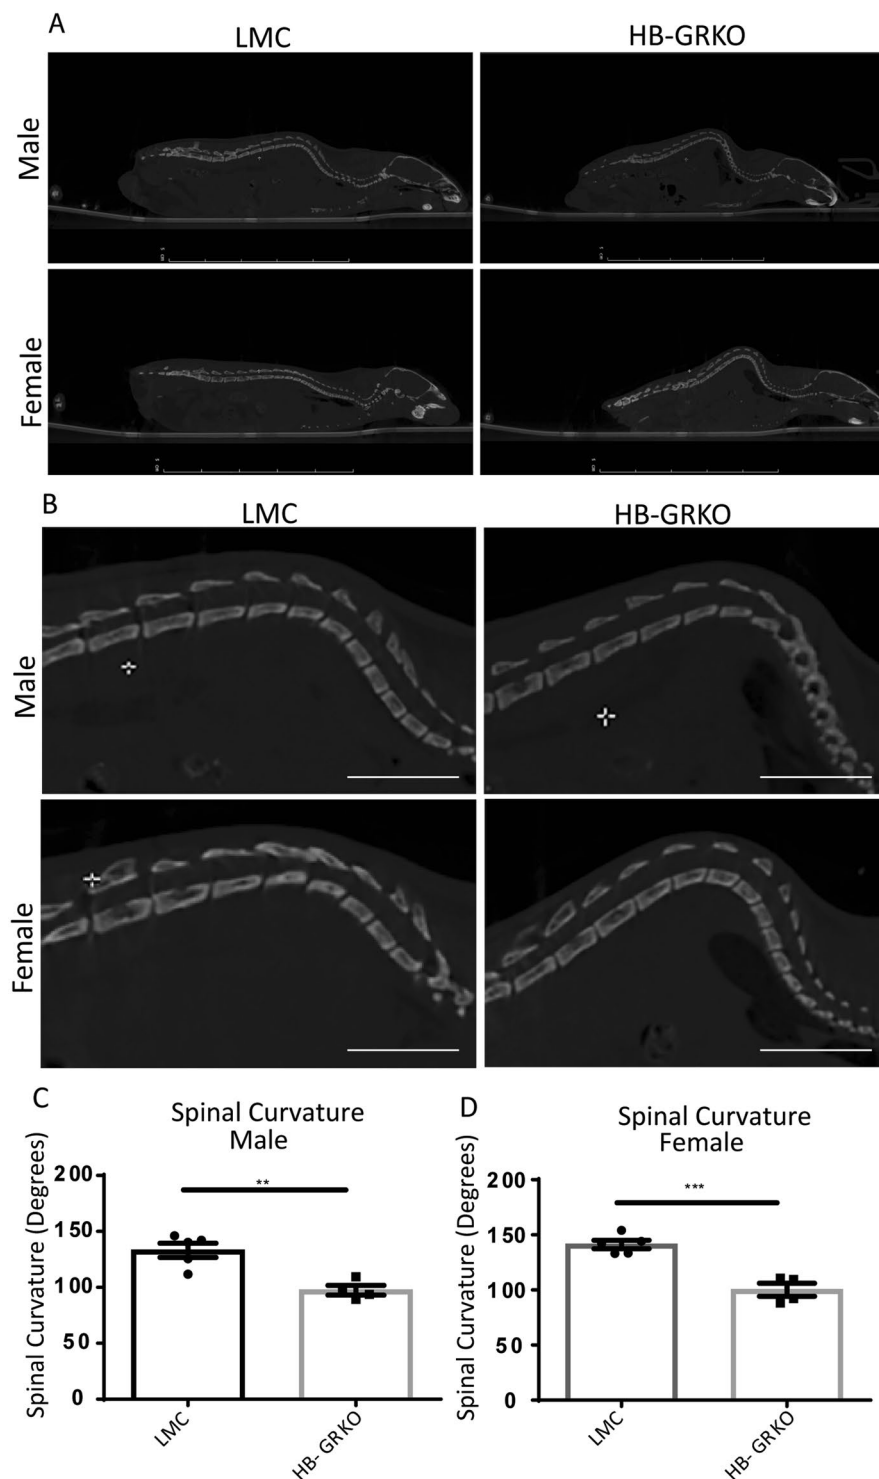 A
LMC
HB-GRKO
Male
Female
B
LMC
HB-GRKO
Male
Female
C
Spinal Curvature
Male
Spinal Curvature (Degrees)
200
150
100
50
0
**
LMC
HB- GRKO
D
Spinal Curvature
Female
Spinal Curvature (Degrees)
200
150
100
50
0
***
LMC
HB- GRKO